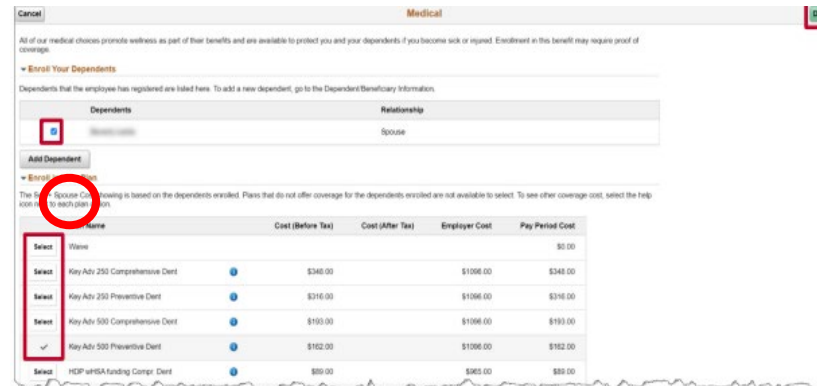 Cancel
Medical
All of our medical choices promote wellness as part of their benefits and are available to protect you and your dependents if you become sick or injured. Enrollment in this benefit may require proof of
coverage.
Enroll Your Dependents
Dependents that the employee has registered are listed here. To add a new dependent, go to the Dependent/Beneficiary Information.
Dependents Relationship
Spouse
Add Dependent
Enroll Plan
The Spouse Cost showing is based on the dependents enrolled. Plans that do not offer coverage for the dependents enrolled are not available to select. To see other coverage cost, select the help
icon to each plan
Name Cost (Before Tax) Cost (After Tax) Employer Cost Pay Period Cost
Select Waive $0.00
Select Key Adv 250 Comprehensive Dent $348.00 $1096.00 $348.00
Select Key Adv 250 Preventive Dent $316.00 $1096.00 $316.00
Select Key Adv 500 Comprehensive Dent $193.00 $1096.00 $193.00
Key Adv 500 Preventive Dent $162.00 $1096.00 $162.00
Select HDP w/HSA funding Compr. Dent $89.00 $965.00 $89.00